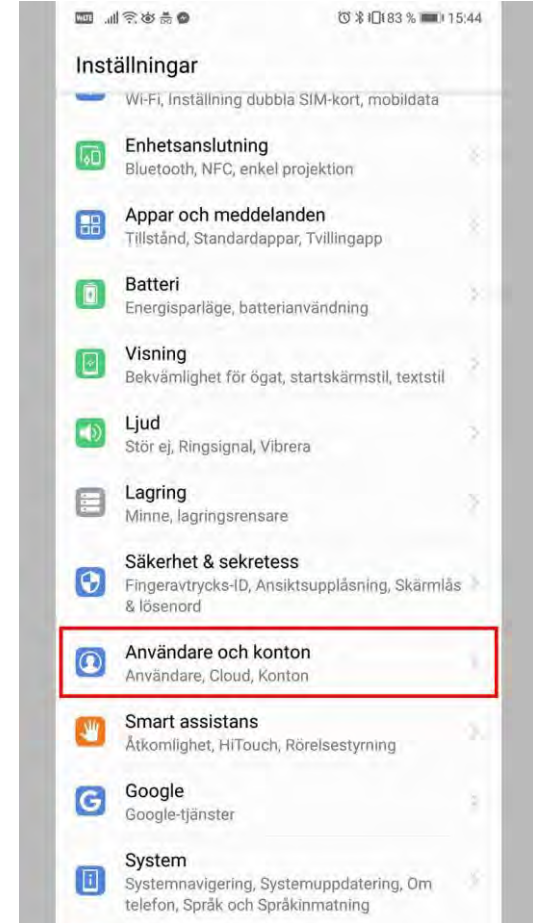 VoLTE 83 % 15:44
Inställningar
Wi-Fi, Inställning dubbla SIM-kort, mobildata
Enhetsanslutning
Bluetooth, NFC, enkel projektion
Appar och meddelanden
Tillstånd, Standardappar, Tvillingapp
Batteri
Energisparläge, batterianvändning
Visning
Bekvämlighet för ögat, startskärmstil, textstil
Ljud
Stör ej, Ringsignal, Vibrera
Lagring
Minne, lagringsrensare
Säkerhet & sekretess
Fingeravtrycks-ID, Ansiktsupplåsning, Skärmlås
& lösenord
Användare och konton
Användare, Cloud, Konton
Smart assistans
Åtkomlighet, HiTouch, Rörelsestyrning
Google
Google-tjänster
System
Systemnavigering, Systemuppdatering, Om
telefon, Språk och Språkinmatning